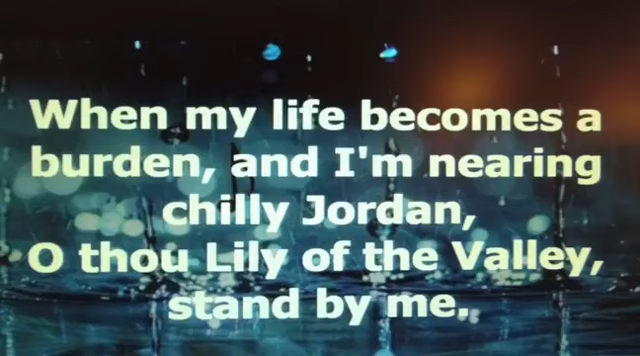 When my life becomes a
burden, and I'm nearing
chilly Jordan,
O thou Lily of the Valley,
stand by me.